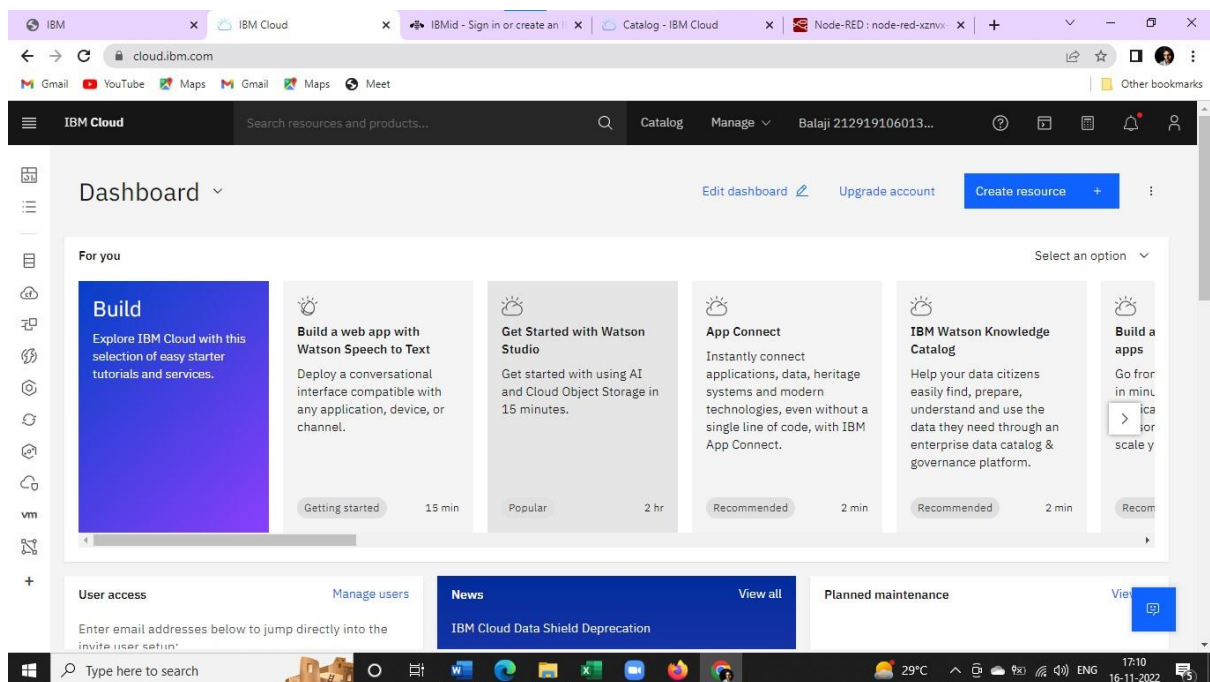 IBM
IBM Cloud
IBMid - Sign in or create an I
Catalog - IBM Cloud
Node-RED : node-red-xznvx
cloud.ibm.com
Gmail YouTube Maps Gmail Maps Meet
Other bookmarks
IBM Cloud
Search resources and products...
Catalog
Manage
Balaji 212919106013...
Dashboard
Edit dashboard
Upgrade account
Create resource +
For you
Select an option
Build
Explore IBM Cloud with this
selection of easy starter
tutorials and services.
Build a web app with
Watson Speech to Text
Deploy a conversational
interface compatible with
any application, device, or
channel.
Getting started 15 min
Get Started with Watson
Studio
Get started with using AI
and Cloud Object Storage in
15 minutes.
Popular 2 hr
App Connect
Instantly connect
applications, data, heritage
systems and modern
technologies, even without a
single line of code, with IBM
App Connect.
Recommended 2 min
IBM Watson Knowledge
Catalog
Help your data citizens
easily find, prepare,
understand and use the
data they need through an
enterprise data catalog &
governance platform.
Recommended 2 min
Build a
apps
Go fror
in minu
scale y
Recom
vm
User access
Manage users
Enter email addresses below to jump directly into the
invite user setup:
News
View all
IBM Cloud Data Shield Deprecation
Planned maintenance
Type here to search
29°C
ENG
17:10
16-11-2022